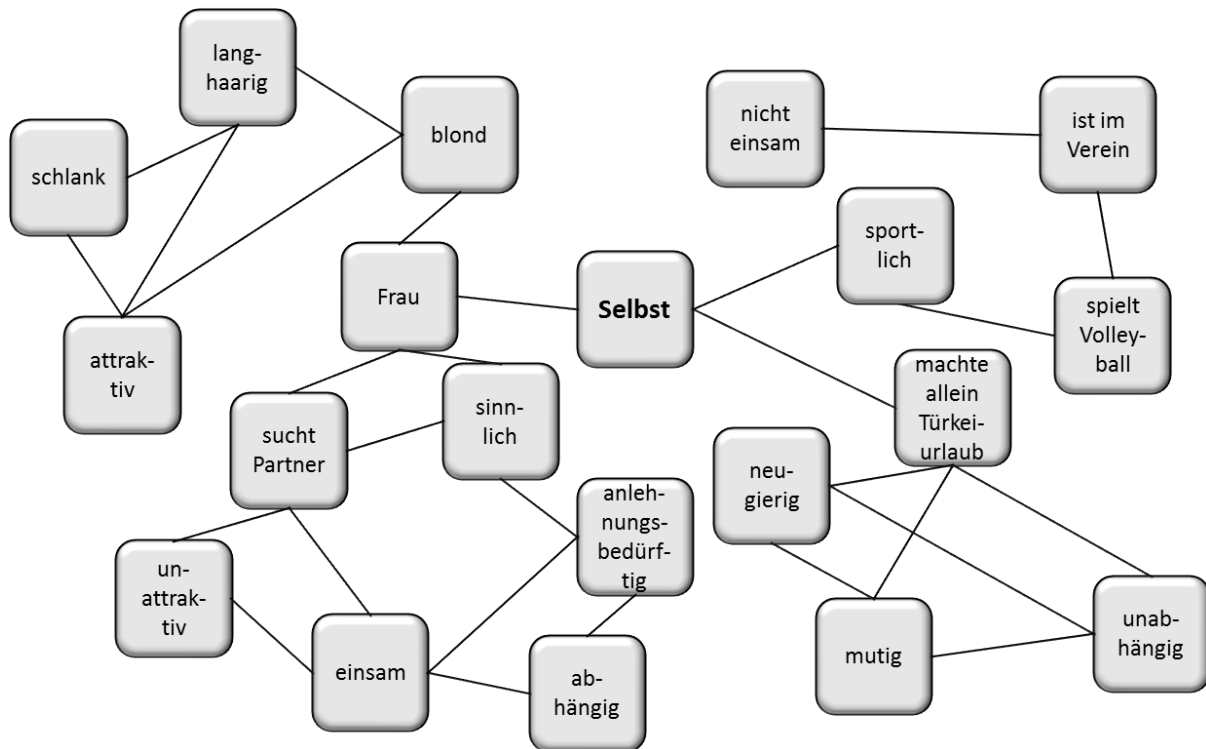 lang-
haarig
blond
nicht
einsam
ist im
Verein
schlank
sport-
lich
Frau
Selbst
spielt
Volley-
ball
attrak-
tiv
machte
allein
Türkei-
urlaub
sucht
Partner
sinn-
lich
neu-
gierig
anleh-
nungs-
bedürf-
tig
un-
attrak-
tiv
einsam
ab-
hängig
mutig
unab-
hängig